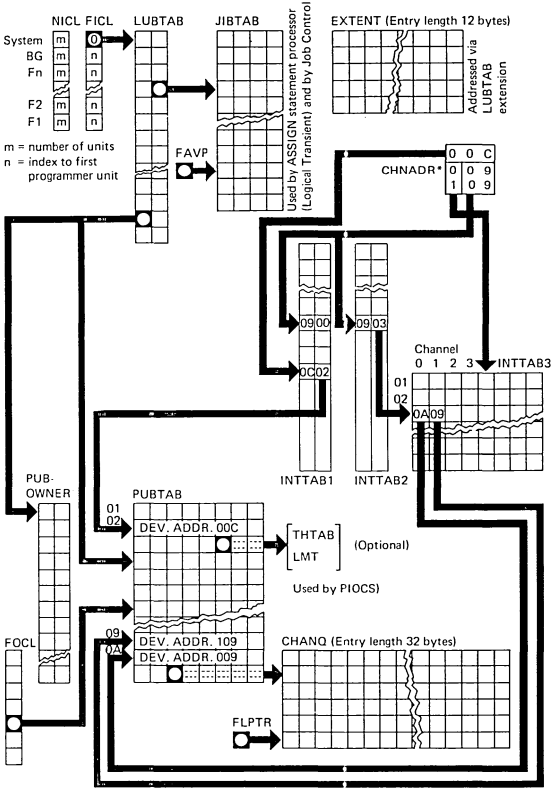 NICL FICL LUBTAB JIBTAB EXTENT (Entry length 12 bytes)
System m 0
BG m n
Fn m n
F2 m n
F1 m n
m = number of units
n = index to first
programmer unit
FAVP
Used by ASSIGN statement processor
(Logical Transient) and by Job Control
Addressed via
LUBTAB
extension
0 0 C
CHNADR* 0 0 9
1 0 9
09 00
09 03
0C 02
Channel
0 1 2 3 INTTAB3
01
02
0A 09
INTTAB1 INTTAB2
PUB-
OWNER
PUBTAB
01
02 DEV. ADDR. 00C
THTAB
LMT
(Optional)
Used by PIOCS)
09 DEV. ADDR. 109
0A DEV. ADDR. 009
FOCL
CHANQ (Entry length 32 bytes)
FLPTR